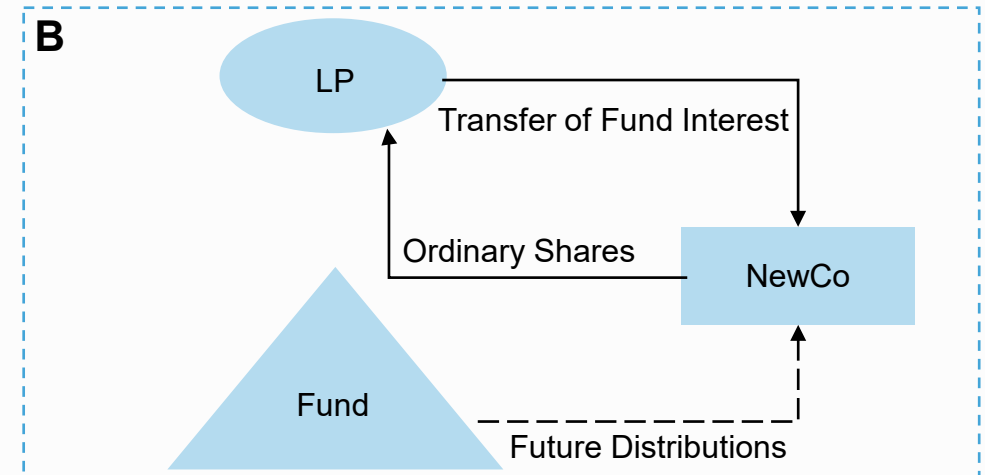 B
LP
Transfer of Fund Interest
Ordinary Shares
NewCo
Fund
Future Distributions